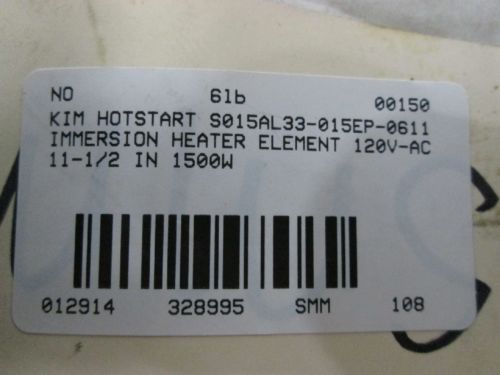 NO 6lb 00150
KIM HOTSTART S015AL33-015EP-0611
IMMERSION HEATER ELEMENT 120V-AC
11-1/2 IN 1500W
012914 328995 SMM 108